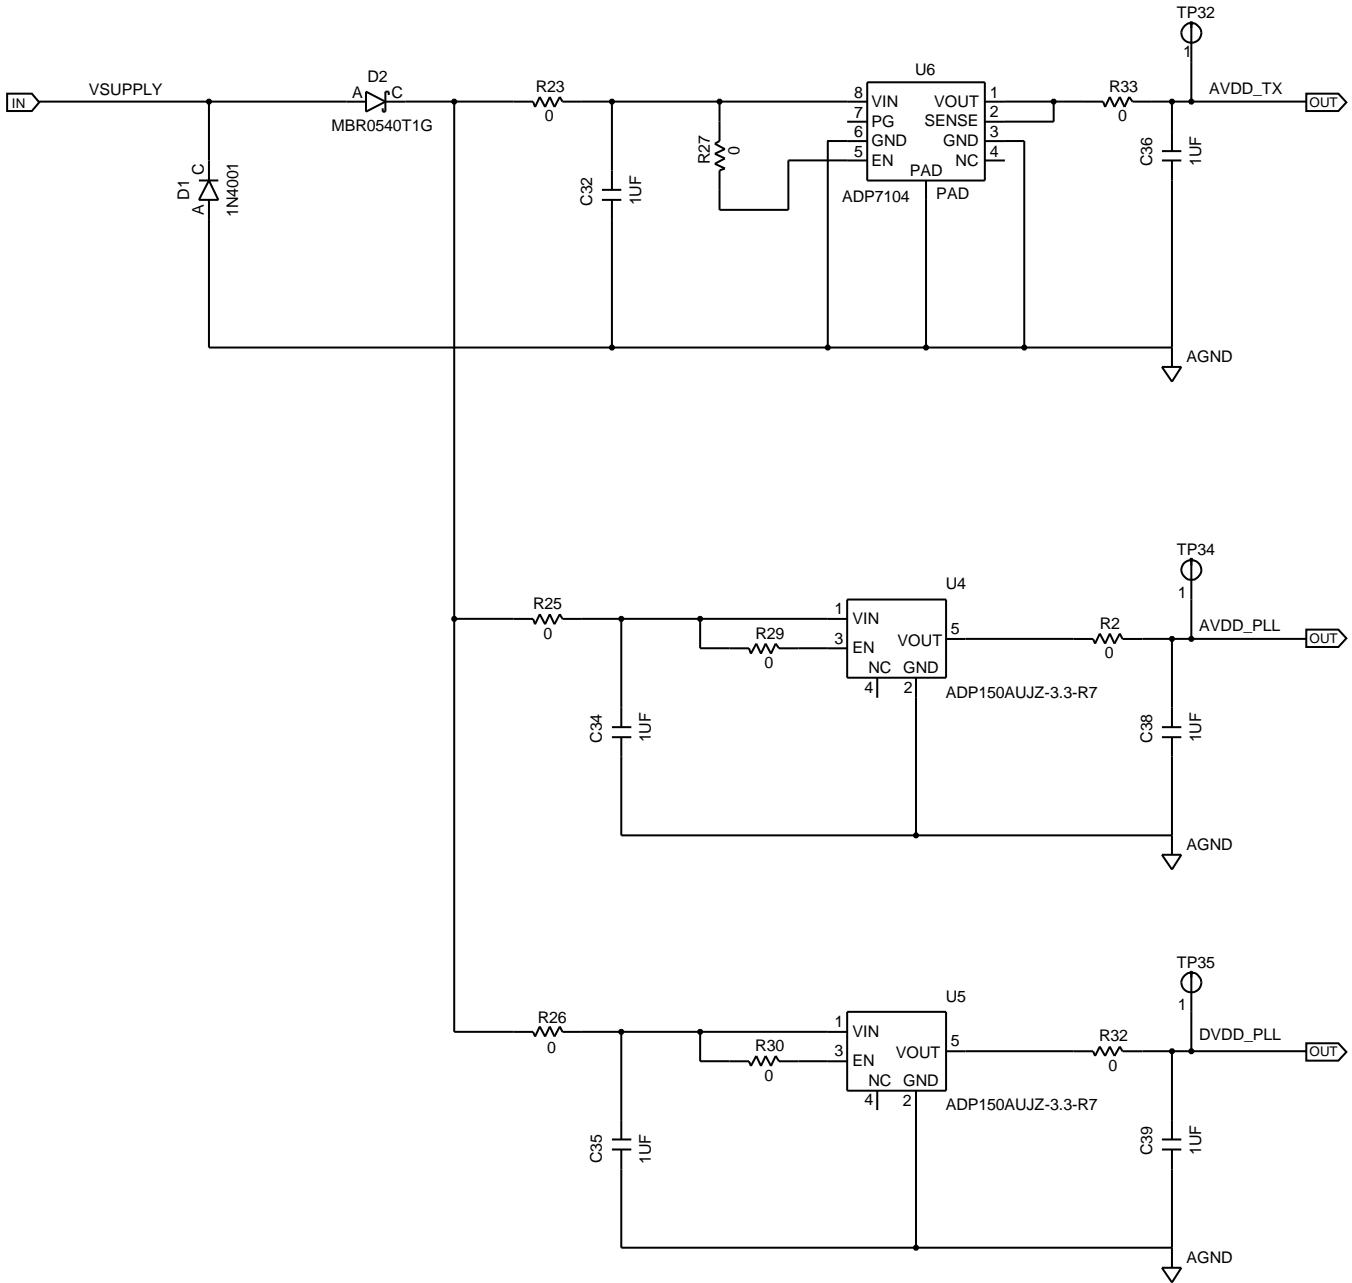 TP32
1
IN
VSUPPLY
D2
A
C
MBR0540T1G
R23
0
U6
8
VIN
VOUT
1
7
PG
SENSE
2
6
GND
GND
3
5
EN
NC
4
PAD
ADP7104
PAD
R33
0
AVDD_TX
OUT
D1
A
C
1N4001
C32
1UF
R27
0
C36
1UF
AGND
TP34
1
R25
0
R29
0
U4
1
VIN
3
EN
VOUT
5
NC
GND
4
2
ADP150AUJZ-3.3-R7
R2
0
AVDD_PLL
OUT
C34
1UF
C38
1UF
AGND
TP35
1
R26
0
R30
0
U5
1
VIN
3
EN
VOUT
5
NC
GND
4
2
ADP150AUJZ-3.3-R7
R32
0
DVDD_PLL
OUT
C35
1UF
C39
1UF
AGND